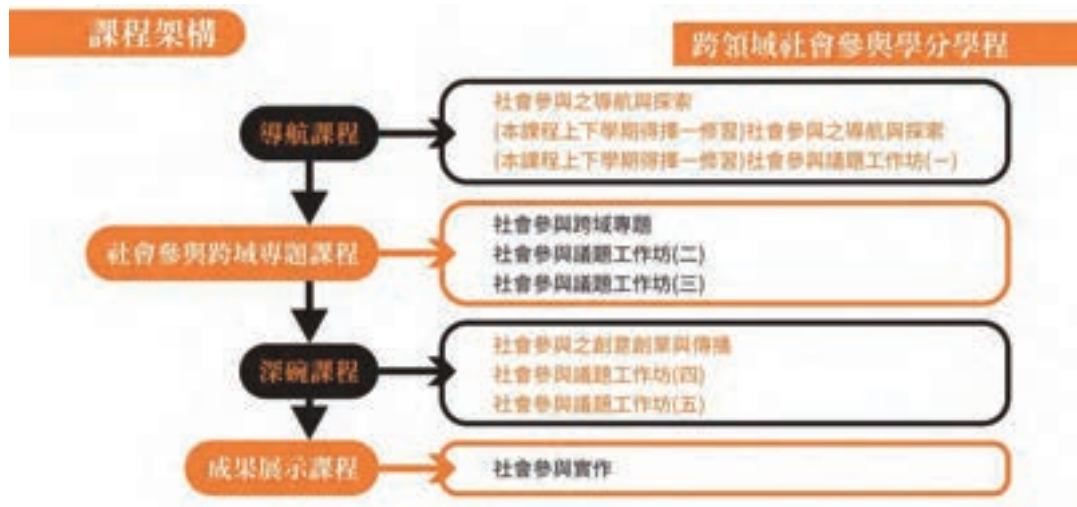 課程架構
跨領域社會參與學分學程
導航課程
社會參與之導航與探索
(本課程上下學期得擇一修習)社會參與之導航與探索
(本課程上下學期得擇一修習)社會參與議題工作坊(一)
社會參與跨域專題課程
社會參與跨域專題
社會參與議題工作坊(二)
社會參與議題工作坊(三)
深碗課程
社會參與之創意創業與傳播
社會參與議題工作坊(四)
社會參與議題工作坊(五)
成果展示課程
社會參與實作